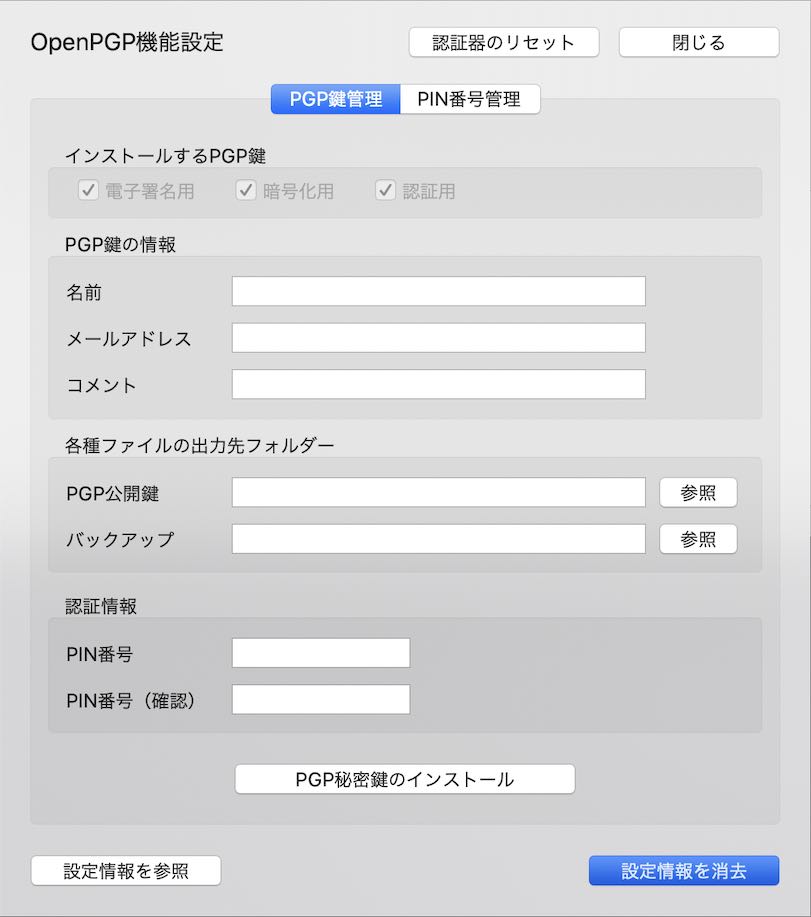 OpenPGP機能設定
認証器のリセット
閉じる
PGP鍵管理
PIN番号管理
インストールするPGP鍵
電子署名用
暗号化用
認証用
PGP鍵の情報
名前
メールアドレス
コメント
各種ファイルの出力先フォルダー
PGP公開鍵
参照
バックアップ
参照
認証情報
PIN番号
PIN番号（確認）
PGP秘密鍵のインストール
設定情報を参照
設定情報を消去